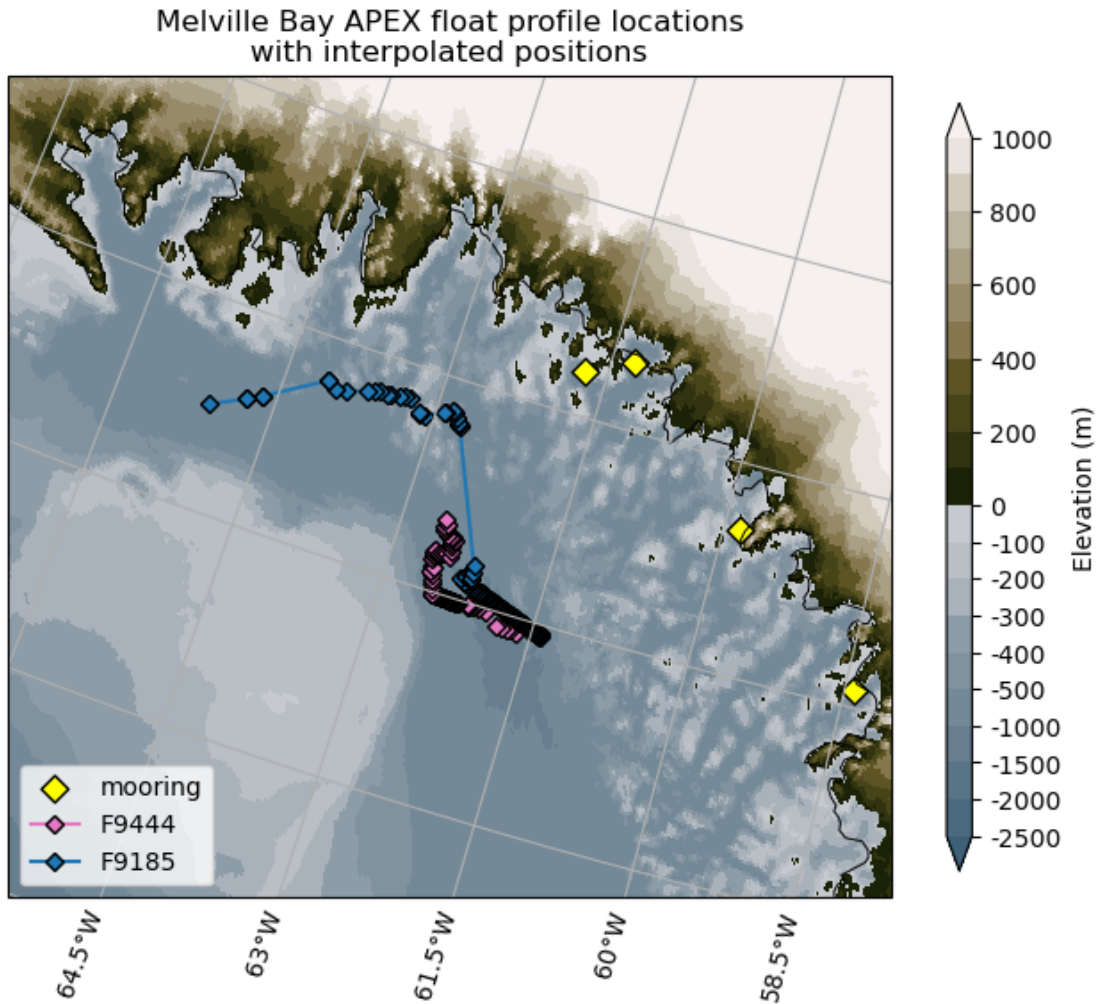 Melville Bay APEX float profile locations
with interpolated positions
1000
800
600
400
200
0
-100
-200
-300
-400
-500
-1000
-1500
-2000
-2500
Elevation (m)
mooring
F9444
F9185
64.5°W
63°W
61.5°W
60°W
58.5°W